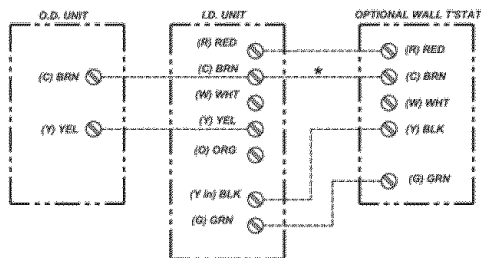 O.D. UNIT
I.D. UNIT
OPTIONAL WALL T'STAT
(C) BRN
(Y) YEL
(R) RED
(C) BRN
(W) WHT
(Y) YEL
(O) ORG
(Y in) BLK
(G) GRN
*
(R) RED
(C) BRN
(W) WHT
(Y) BLK
(G) GRN